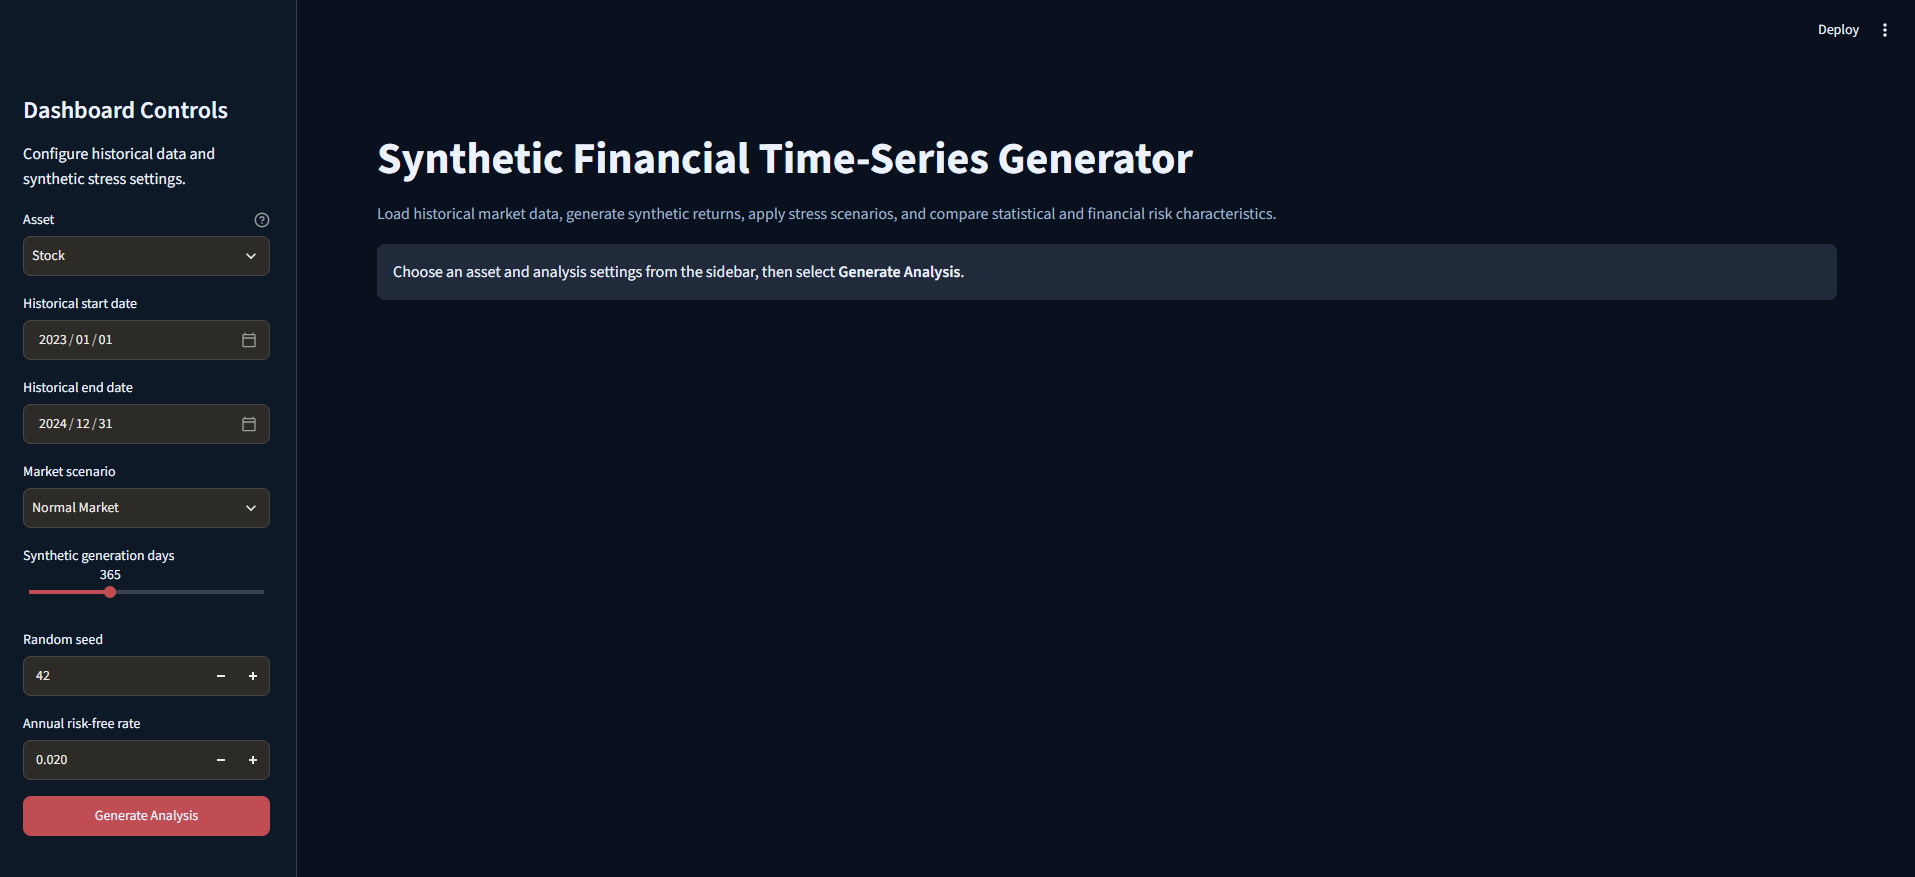 Deploy
Dashboard Controls
Configure historical data and
synthetic stress settings.
Asset
Stock
Historical start date
2023/01/01
Historical end date
2024/12/31
Market scenario
Normal Market
Synthetic generation days
365
Random seed
42
Annual risk-free rate
0.020
Generate Analysis
Synthetic Financial Time-Series Generator
Load historical market data, generate synthetic returns, apply stress scenarios, and compare statistical and financial risk characteristics.
Choose an asset and analysis settings from the sidebar, then select Generate Analysis.